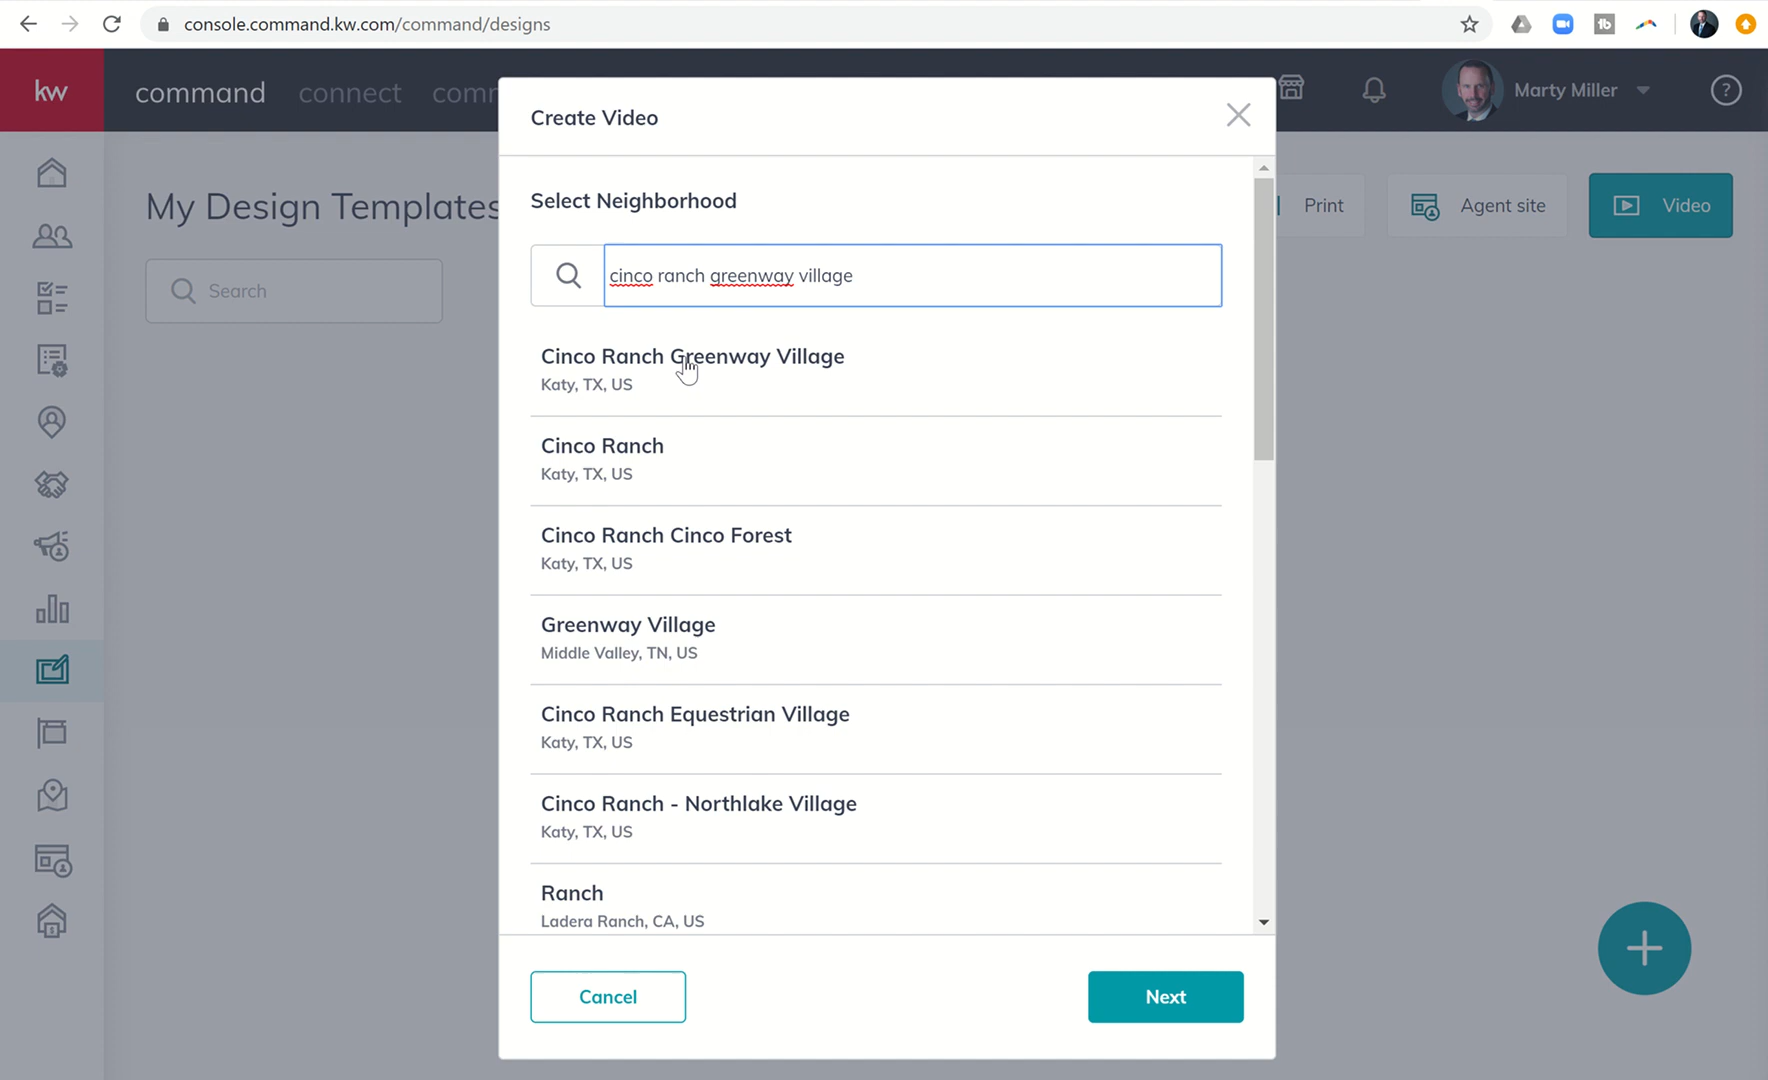 console.command.kw.com/command/designs
kw
command connect comm
Marty Miller
?
Create Video
My Design Templates
Print
Agent site
Video
Search
Select Neighborhood
cinco ranch greenway village
Cinco Ranch Greenway Village
Katy, TX, US
Cinco Ranch
Katy, TX, US
Cinco Ranch Cinco Forest
Katy, TX, US
Greenway Village
Middle Valley, TN, US
Cinco Ranch Equestrian Village
Katy, TX, US
Cinco Ranch - Northlake Village
Katy, TX, US
Ranch
Ladera Ranch, CA, US
Cancel
Next